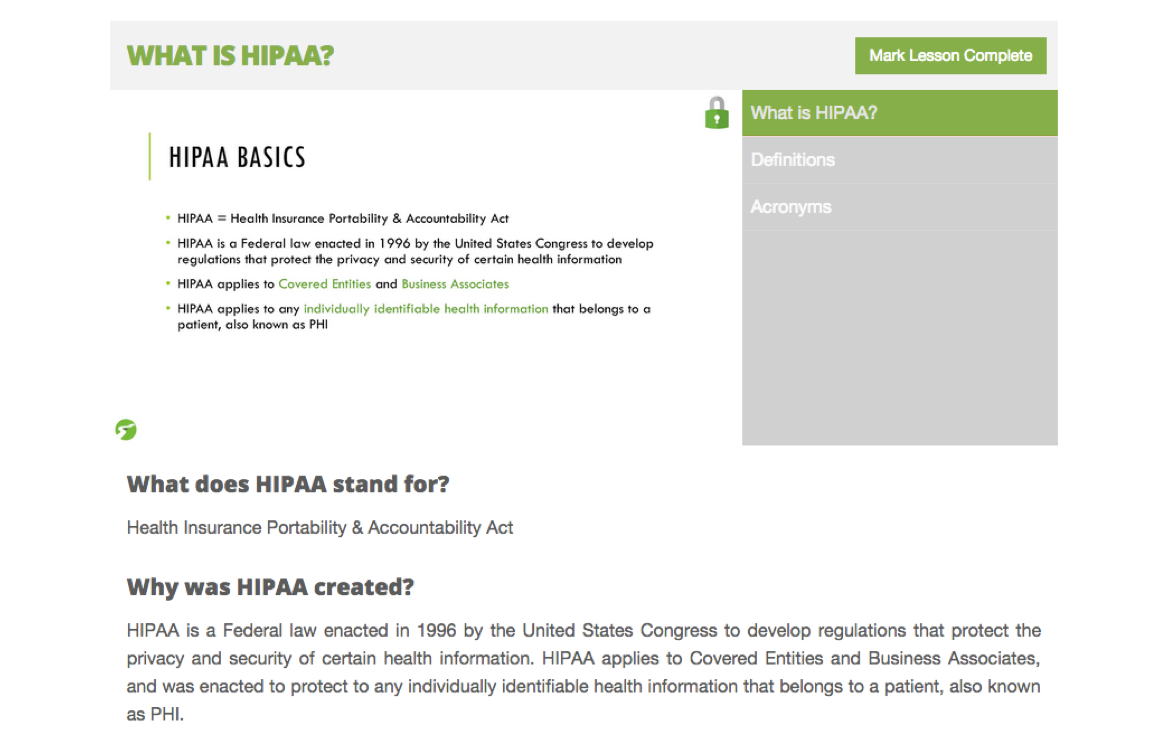 WHAT IS HIPAA?
Mark Lesson Complete
What is HIPAA?
Definitions
Acronyms
HIPAA BASICS
• HIPAA = Health Insurance Portability & Accountability Act
• HIPAA is a Federal law enacted in 1996 by the United States Congress to develop
regulations that protect the privacy and security of certain health information
• HIPAA applies to Covered Entities and Business Associates
• HIPAA applies to any individually identifiable health information that belongs to a
patient, also known as PHI
What does HIPAA stand for?
Health Insurance Portability & Accountability Act
Why was HIPAA created?
HIPAA is a Federal law enacted in 1996 by the United States Congress to develop regulations that protect the
privacy and security of certain health information. HIPAA applies to Covered Entities and Business Associates,
and was enacted to protect to any individually identifiable health information that belongs to a patient, also known
as PHI.